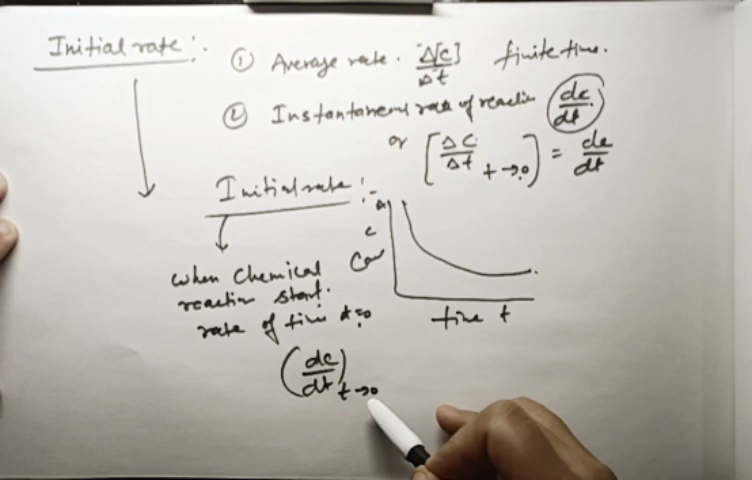 Initial rate :.
① Average rate. Δ[C]/Δt finite time.
② Instantaneous rate of reaction dc/dt
or [ΔC/Δt t→0] = dc/dt
Initial rate :-
when chemical
reaction start.
rate of time t=0
(dc/dt) t→0
c
Con
time t